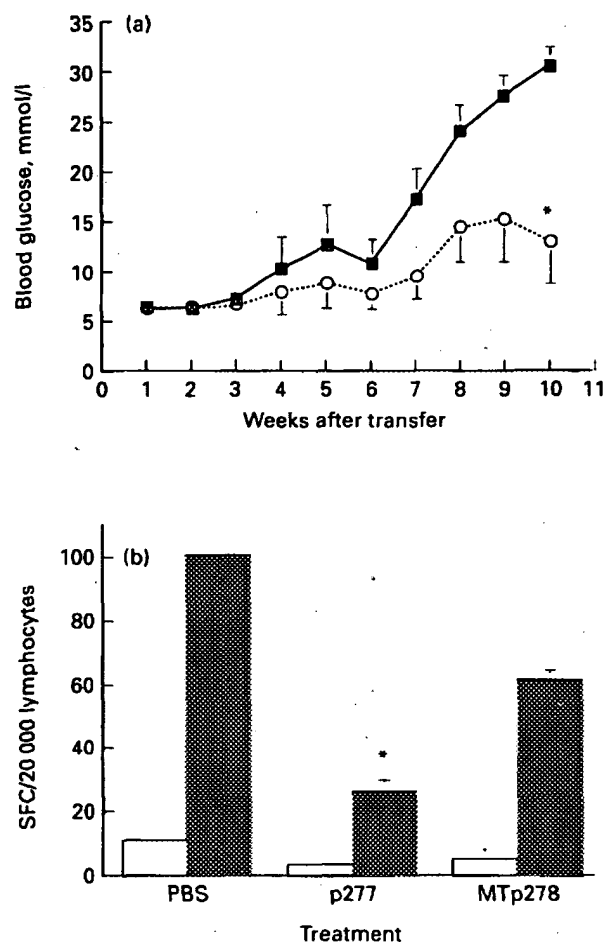 (a)
35
30
25
20
15
10
5
0
Blood glucose, mmol/l
0 1 2 3 4 5 6 7 8 9 10 11
*
Weeks after transfer
(b)
100
80
60
40
20
0
SFC/20 000 lymphocytes
*
PBS p277 MTp278
Treatment